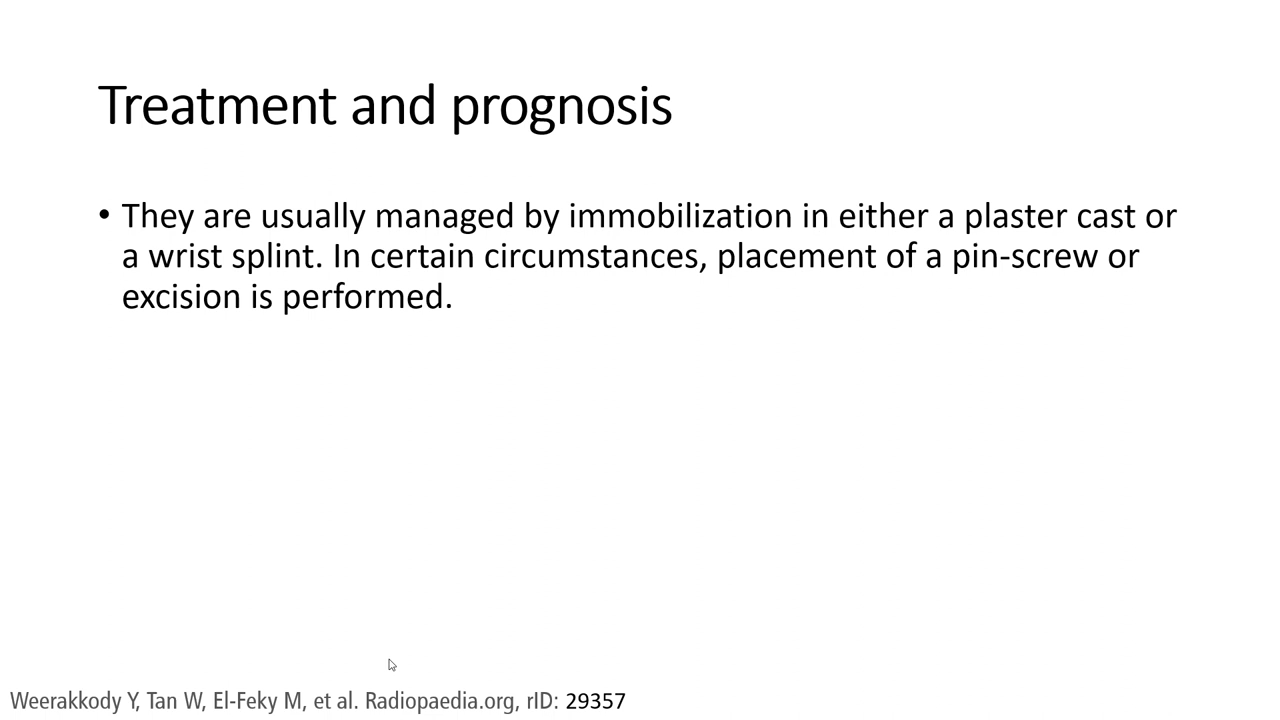 Treatment and prognosis
• They are usually managed by immobilization in either a plaster cast or
a wrist splint. In certain circumstances, placement of a pin-screw or
excision is performed.
Weerakkody Y, Tan W, El-Feky M, et al. Radiopaedia.org, rID: 29357